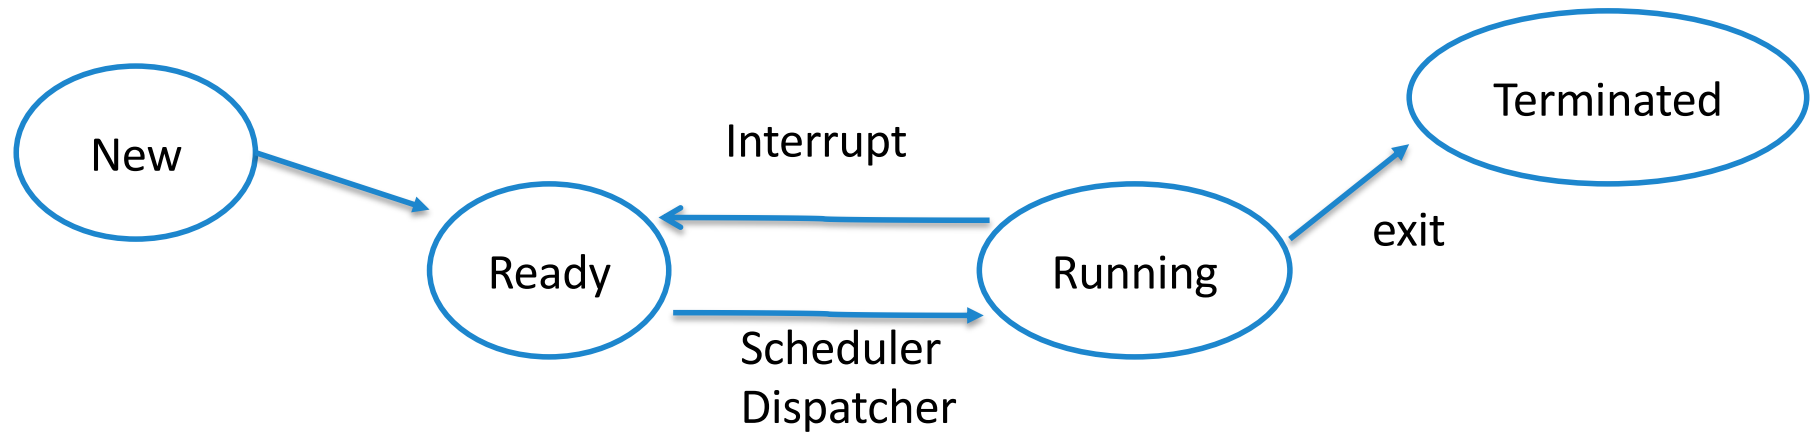 New
Ready
Interrupt
Scheduler
Dispatcher
Running
exit
Terminated